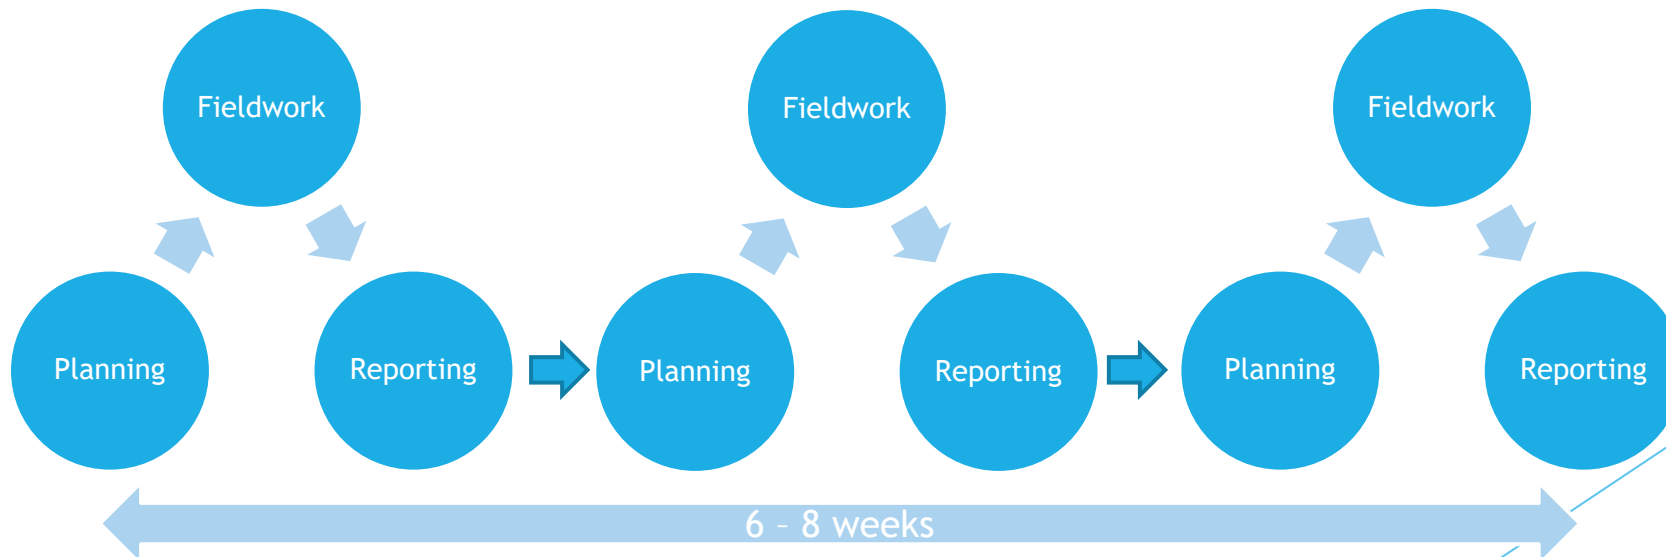 Fieldwork
Fieldwork
Fieldwork
Planning
Reporting
Planning
Reporting
Planning
Reporting
6 – 8 weeks